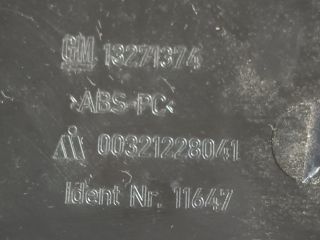 GM 13271374
>ABS-PC<
00321228041
Ident Nr. 11647